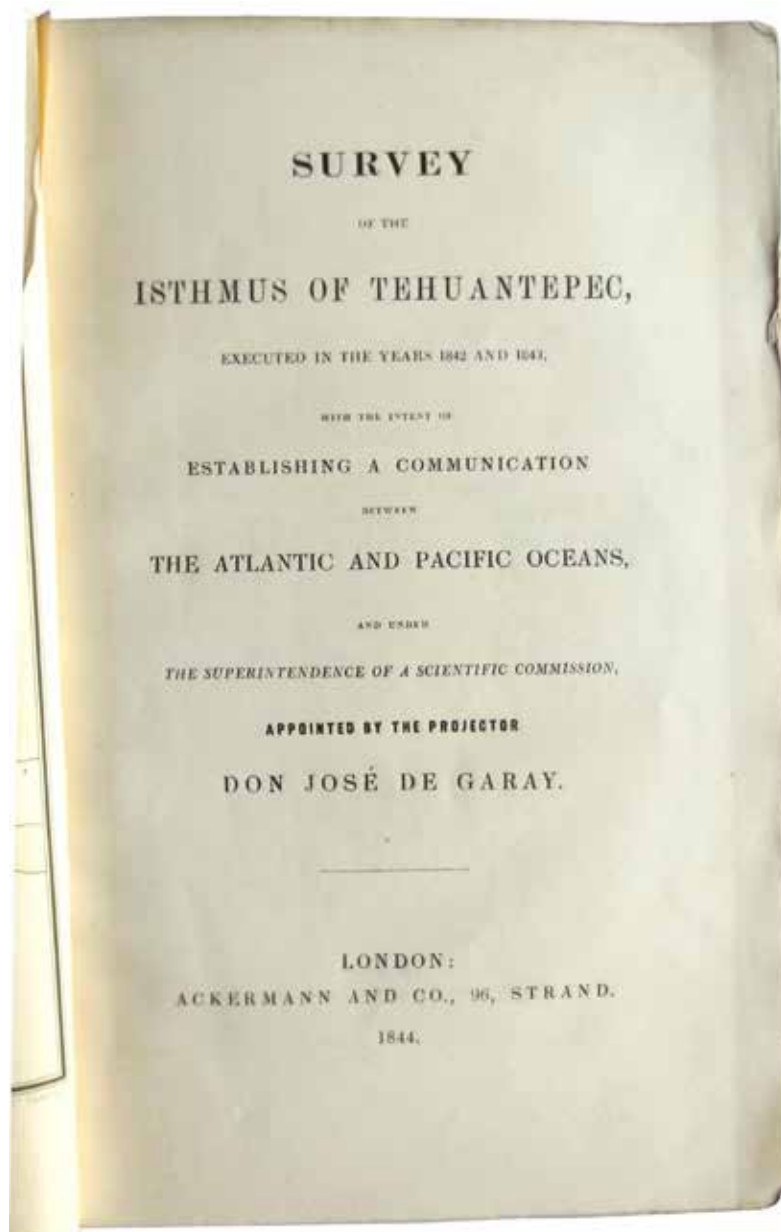 SURVEY
OF THE
ISTHMUS OF TEHUANTEPEC,
EXECUTED IN THE YEARS 1842 AND 1843,
WITH THE INTENT OF
ESTABLISHING A COMMUNICATION
BETWEEN
THE ATLANTIC AND PACIFIC OCEANS,
AND UNDER
THE SUPERINTENDENCE OF A SCIENTIFIC COMMISSION,
APPOINTED BY THE PROJECTOR
DON JOSÉ DE GARAY.
LONDON:
ACKERMANN AND CO., 96, STRAND.
1844.